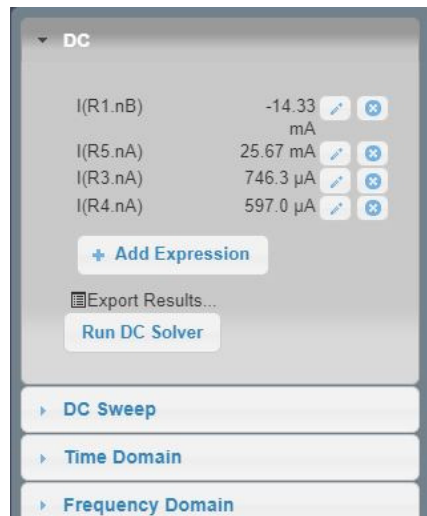 DC
I(R1.nB) -14.33
mA
I(R5.nA) 25.67 mA
I(R3.nA) 746.3 µA
I(R4.nA) 597.0 µA
+ Add Expression
Export Results...
Run DC Solver
DC Sweep
Time Domain
Frequency Domain